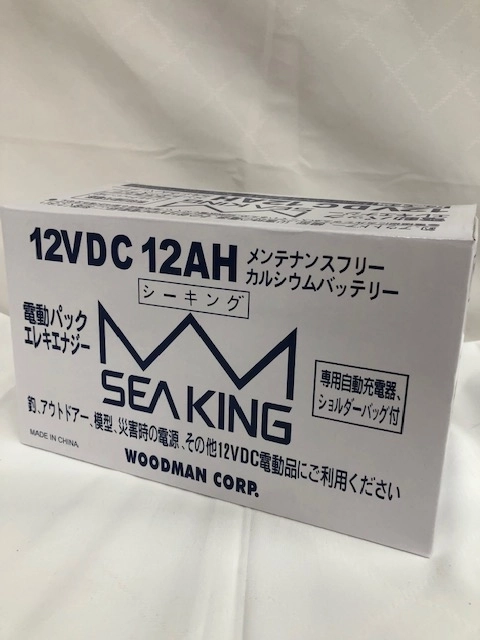 12VDC 12AH
メンテナンスフリー
カルシウムバッテリー
シーキング
電動パック
エレキエナジー
SEA KING
専用自動充電器、
ショルダーバッグ付
釣、アウトドアー、模型、災害時の電源、その他12VDC電動品にご利用ください
MADE IN CHINA
WOODMAN CORP.
12VDC 12AH